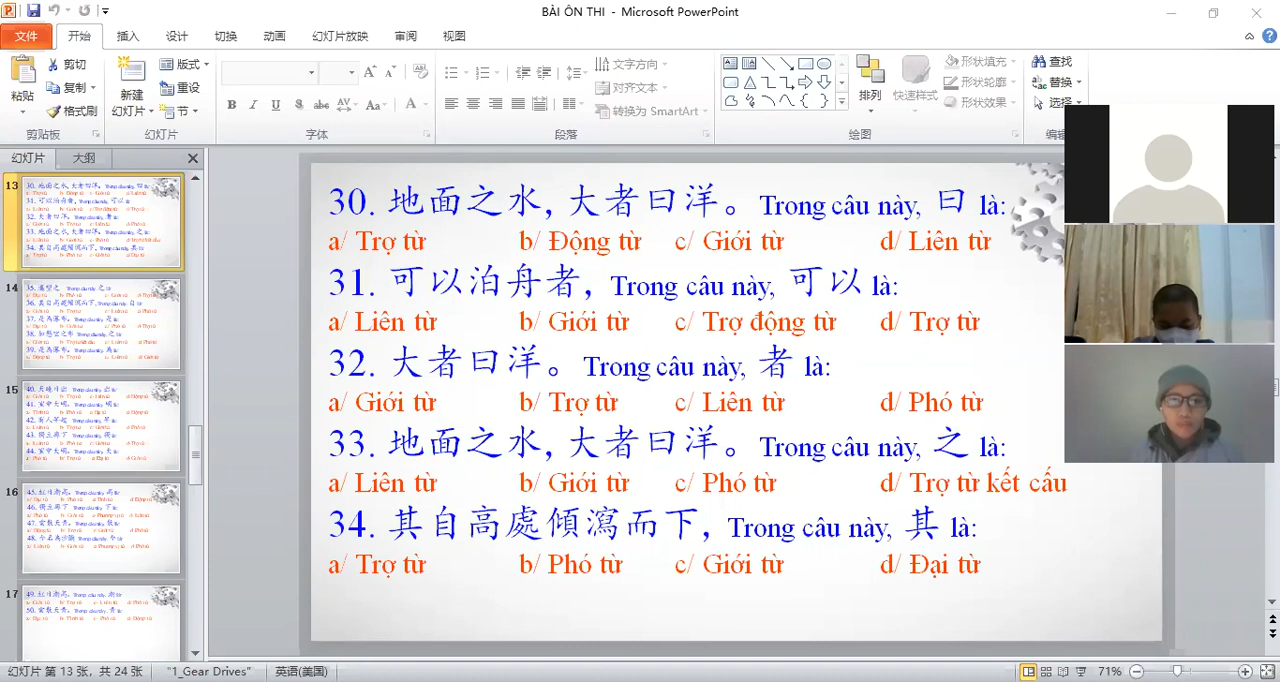 BÀI ÔN THI - Microsoft PowerPoint
文件 开始 插入 设计 切换 动画 幻灯片放映 审阅 视图
剪切 版式 文字方向 形状填充 查找
粘贴 复制 新建 重设 对齐文本 排列 快速样式 形状轮廓 替换
格式刷 幻灯片 节 转换为 SmartArt 形状效果 选择
剪贴板 幻灯片 字体 段落 绘图
幻灯片 大纲
30. 地面之水, 大者曰洋。Trong câu này, 曰 là:
a/ Trợ từ b/ Động từ c/ Giới từ d/ Liên từ
31. 可以泊舟者, Trong câu này, 可以 là:
a/ Liên từ b/ Giới từ c/ Trợ động từ d/ Trợ từ
32. 大者曰洋。Trong câu này, 者 là:
a/ Giới từ b/ Trợ từ c/ Liên từ d/ Phó từ
33. 地面之水, 大者曰洋。Trong câu này, 之 là:
a/ Liên từ b/ Giới từ c/ Phó từ d/ Trợ từ kết cấu
34. 其自高處傾瀉而下, Trong câu này, 其 là:
a/ Trợ từ b/ Phó từ c/ Giới từ d/ Đại từ
13
14
15
16
17
幻灯片 第 13 张，共 24 张 "1_Gear Drives" 英语(美国) 71%